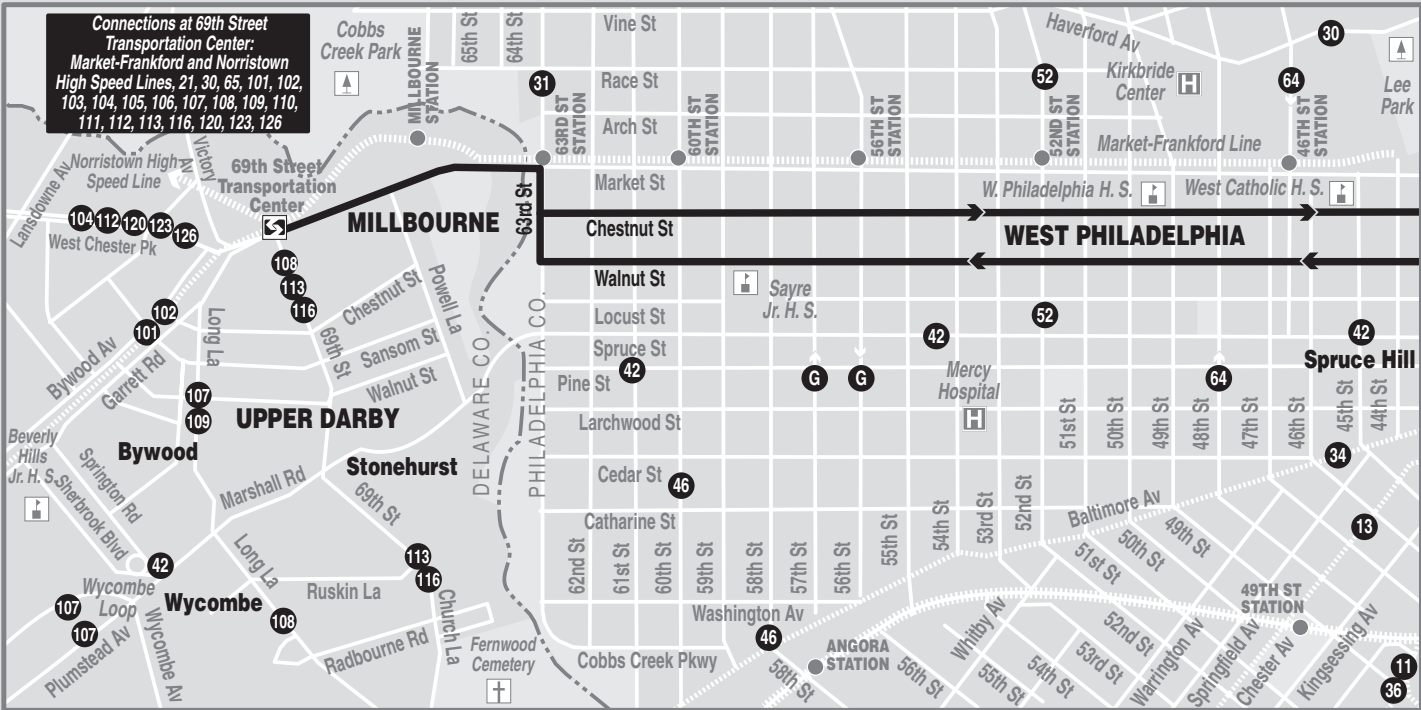 Connections at 69th Street
Transportation Center:
Market-Frankford and Norristown
High Speed Lines, 21, 30, 65, 101, 102,
103, 104, 105, 106, 107, 108, 109, 110,
111, 112, 113, 116, 120, 123, 126
Cobbs
Creek Park
MILLBOURNE
STATION
65th St
64th St
Vine St
Haverford Av
30
31
Race St
52
Kirkbride
Center
H
64
Lee
Park
63RD ST
STATION
Arch St
60TH ST
STATION
56TH ST
STATION
52ND ST
STATION
Market-Frankford Line
46TH ST
STATION
Lansdowne Av
Norristown High
Speed Line
Victory
Av
69th Street
Transportation
Center
Market St
W. Philadelphia H. S.
West Catholic H. S.
104
112
120
123
126
West Chester Pk
MILLBOURNE
63rd St
Chestnut St
WEST PHILADELPHIA
108
113
116
Walnut St
Sayre
Jr. H. S.
Chestnut St
Powell La
102
101
Long La
69th St
Sansom St
Walnut St
Locust St
52
Spruce St
42
42
Spruce Hill
Bywood Av
Garrett Rd
Pine St
42
G
G
Mercy
Hospital
H
64
107
109
UPPER DARBY
DELAWARE CO.
PHILADELPHIA CO.
Larchwood St
51st St
50th St
49th St
48th St
47th St
46th St
45th St
44th St
Beverly
Hills
Jr. H. S.
Bywood
Stonehurst
34
Springton Rd
Sherbrook Blvd
Marshall Rd
69th St
Cedar St
46
Catharine St
Baltimore Av
13
62nd St
61st St
60th St
59th St
58th St
57th St
56th St
55th St
54th St
53rd St
52nd St
51st St
50th St
49th St
42
Long La
113
116
Wycombe
Loop
Wycombe
Ruskin La
Church La
49TH ST
STATION
107
107
108
Washington Av
46
Plumstead Av
Wycombe Av
Radbourne Rd
Fernwood
Cemetery
Cobbs Creek Pkwy
58th St
ANGORA
STATION
56th St
Whitby Av
55th St
54th St
53rd St
52nd St
Warrington Av
Springfield Av
Chester Av
Kingsessing Av
11
36